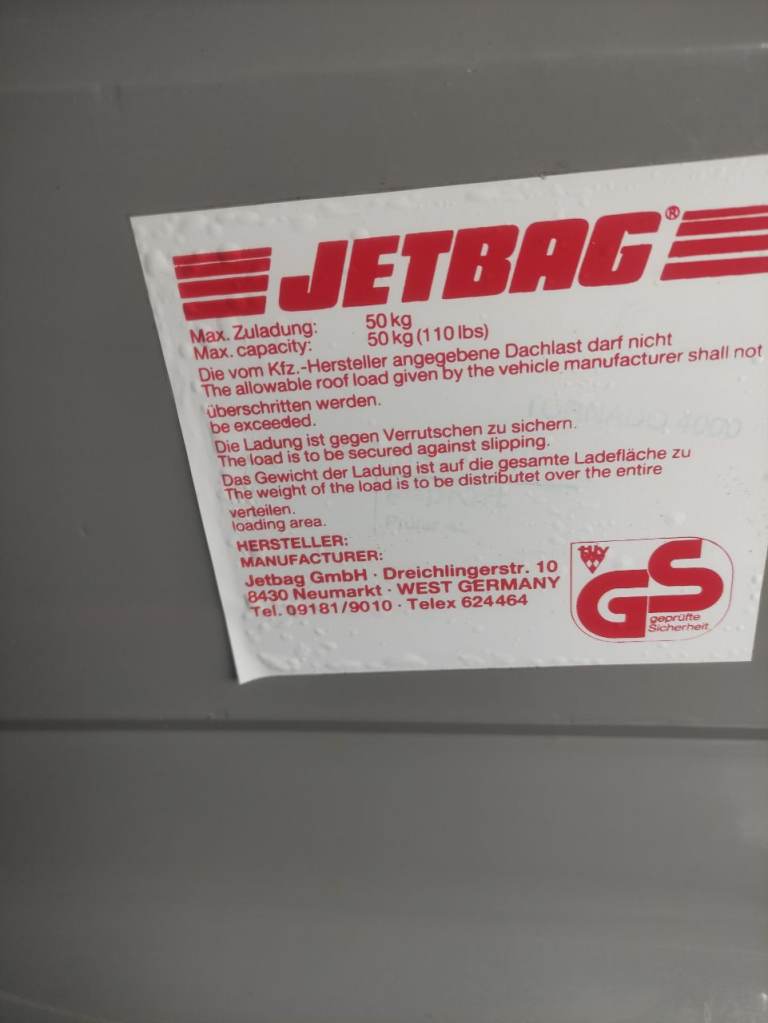 JETBAG®
Max. Zuladung: 50 kg
Max. capacity: 50 kg (110 lbs)
Die vom Kfz.-Hersteller angegebene Dachlast darf nicht
The allowable roof load given by the vehicle manufacturer shall not
überschritten werden.
be exceeded.
Die Ladung ist gegen Verrutschen zu sichern.
The load is to be secured against slipping.
Das Gewicht der Ladung ist auf die gesamte Ladefläche zu
The weight of the load is to be distributet over the entire
verteilen.
loading area.
HERSTELLER:
MANUFACTURER:
Jetbag GmbH · Dreichlingerstr. 10
8430 Neumarkt · WEST GERMANY
Tel. 09181/9010 · Telex 624464
TÜV
GS
geprüfte
Sicherheit